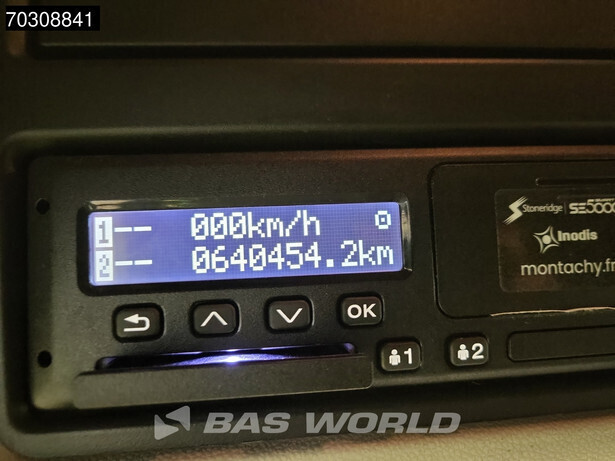 70308841
1-- 000km/h
2-- 0640454.2km
OK
1
2
Stoneridge SE5000
Inodis
montachy.fr
BAS WORLD